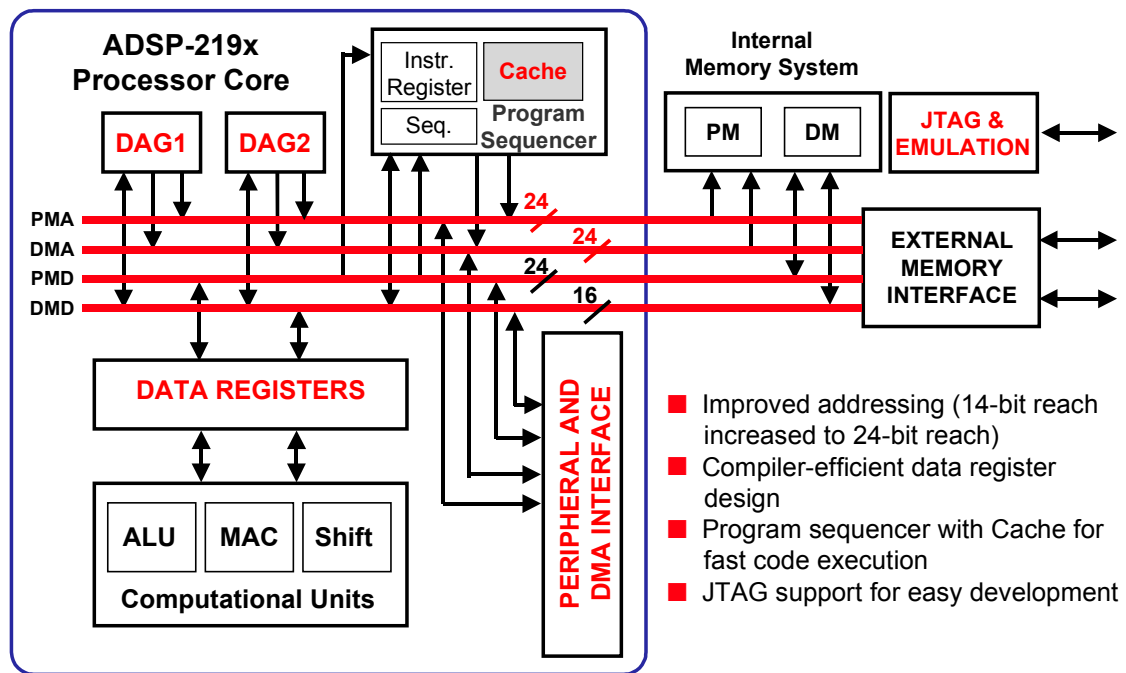 ADSP-219x
Processor Core
Instr.
Register
Cache
Seq.
Program
Sequencer
DAG1
DAG2
Internal
Memory System
PM
DM
JTAG &
EMULATION
PMA
24
DMA
24
PMD
24
DMD
16
EXTERNAL
MEMORY
INTERFACE
DATA REGISTERS
ALU
MAC
Shift
Computational Units
PERIPHERAL AND
DMA INTERFACE
■ Improved addressing (14-bit reach
increased to 24-bit reach)
■ Compiler-efficient data register
design
■ Program sequencer with Cache for
fast code execution
■ JTAG support for easy development